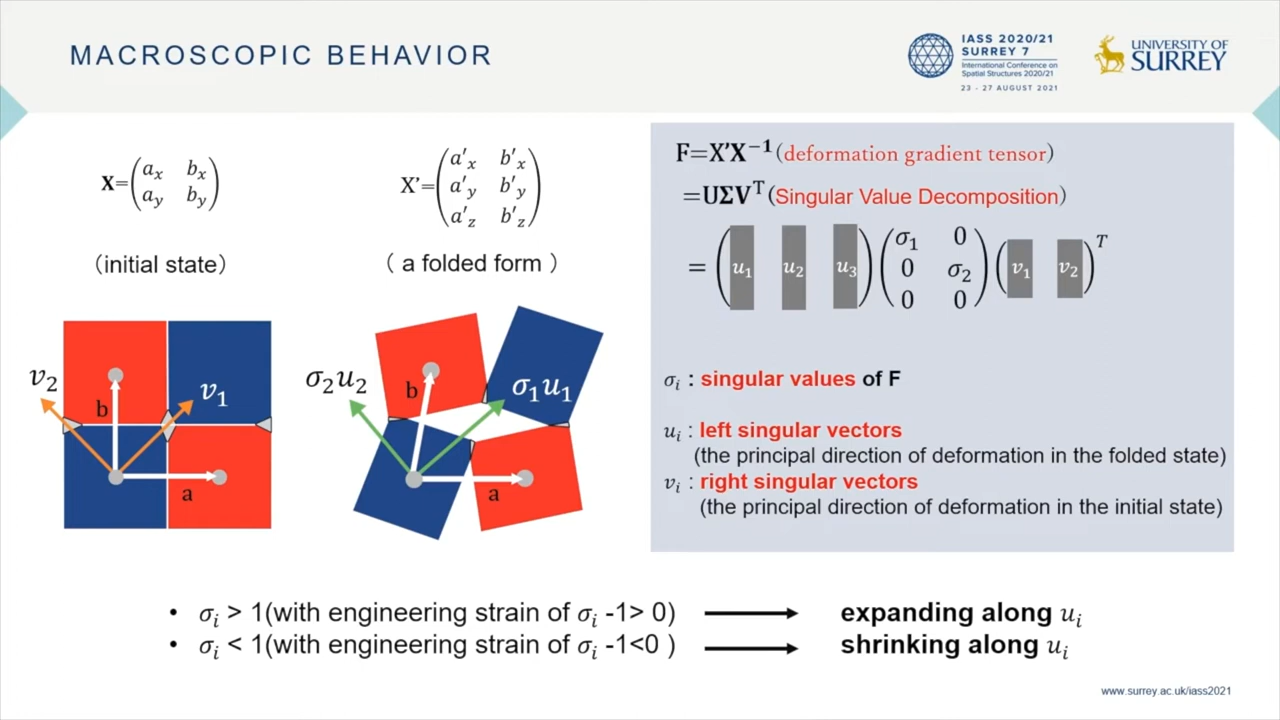 MACROSCOPIC BEHAVIOR
IASS 2020/21
SURREY 7
International Conference on
Spatial Structures 2020/21
23 - 27 AUGUST 2021
UNIVERSITY OF
SURREY
X=(a_x b_x
a_y b_y)
(initial state)
X'=(a'_x b'_x
a'_y b'_y
a'_z b'_z)
( a folded form )
v₂
v₁
b
a
σ₂u₂
σ₁u₁
b
a
F=X'X⁻¹(deformation gradient tensor)
=UΣVᵀ(Singular Value Decomposition)
=(u₁ u₂ u₃)(σ₁ 0
0 σ₂
0 0)(v₁ v₂)ᵀ
σᵢ : singular values of F
uᵢ : left singular vectors
(the principal direction of deformation in the folded state)
vᵢ : right singular vectors
(the principal direction of deformation in the initial state)
• σᵢ > 1(with engineering strain of σᵢ -1> 0) → expanding along uᵢ
• σᵢ < 1(with engineering strain of σᵢ -1<0 ) → shrinking along uᵢ
www.surrey.ac.uk/iass2021